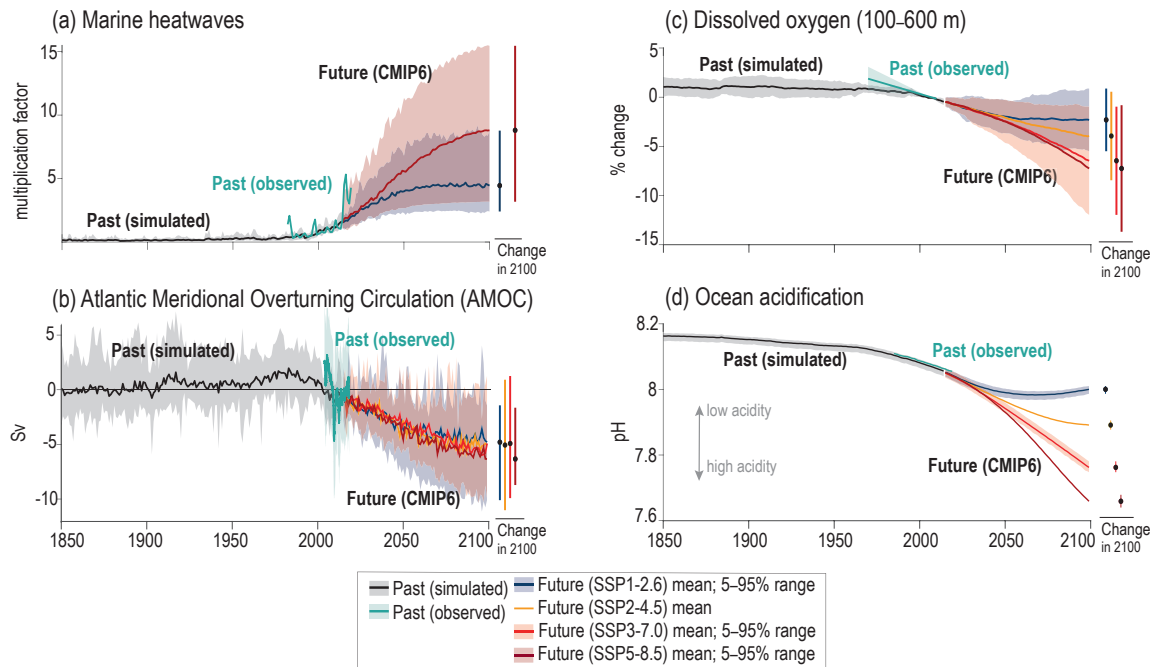 (a) Marine heatwaves
multiplication factor
15
10
5
Future (CMIP6)
Past (observed)
Past (simulated)
Change
in 2100
(b) Atlantic Meridional Overturning Circulation (AMOC)
Sv
5
0
-5
-10
Past (simulated)
Past (observed)
Future (CMIP6)
1850 1900 1950 2000 2050 2100
Change
in 2100
(c) Dissolved oxygen (100–600 m)
% change
5
0
-5
-10
-15
Past (simulated)
Past (observed)
Future (CMIP6)
Change
in 2100
(d) Ocean acidification
pH
8.2
8.0
7.8
7.6
Past (simulated)
Past (observed)
low acidity
high acidity
Future (CMIP6)
1850 1900 1950 2000 2050 2100
Change
in 2100
Past (simulated)
Past (observed)
Future (SSP1-2.6) mean; 5–95% range
Future (SSP2-4.5) mean
Future (SSP3-7.0) mean; 5–95% range
Future (SSP5-8.5) mean; 5–95% range